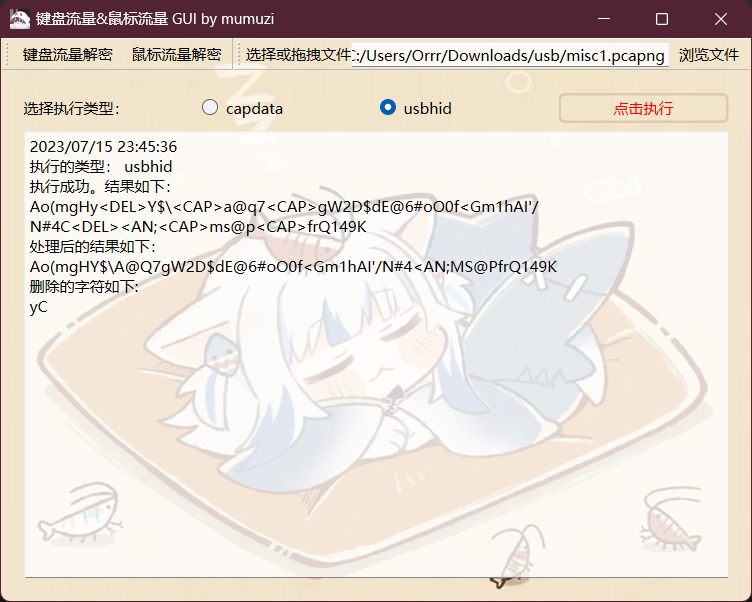 键盘流量&鼠标流量 GUI by mumuzi
键盘流量解密 鼠标流量解密 选择或拖拽文件 C:/Users/Orrr/Downloads/usb/misc1.pcapng 浏览文件
选择执行类型： capdata usbhid 点击执行
2023/07/15 23:45:36
执行的类型： usbhid
执行成功。结果如下：
Ao(mgHy<DEL>Y$\<CAP>a@q7<CAP>gW2D$dE@6#oO0f<Gm1hAI'/
N#4C<DEL><AN;<CAP>ms@p<CAP>frQ149K
处理后的结果如下：
Ao(mgHY$\A@Q7gW2D$dE@6#oO0f<Gm1hAI'/N#4<AN;MS@PfrQ149K
删除的字符如下:
yC